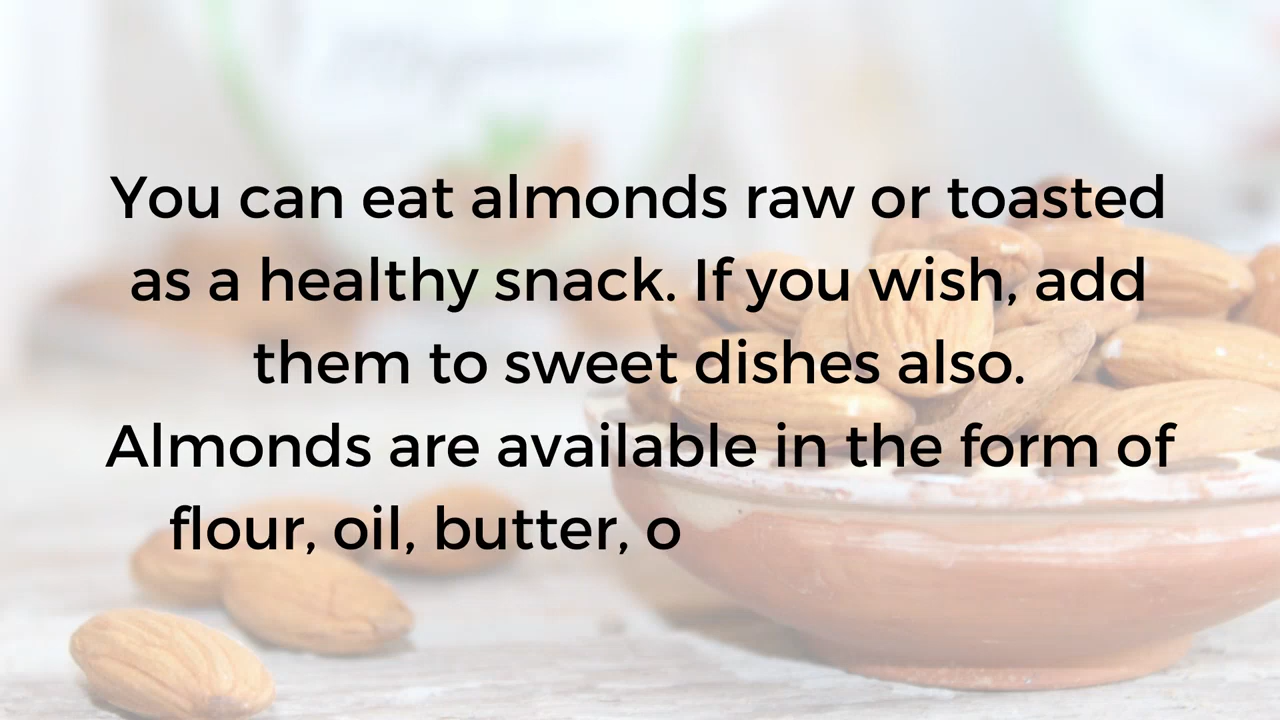 You can eat almonds raw or toasted
as a healthy snack. If you wish, add
them to sweet dishes also.
Almonds are available in the form of
flour, oil, butter, o